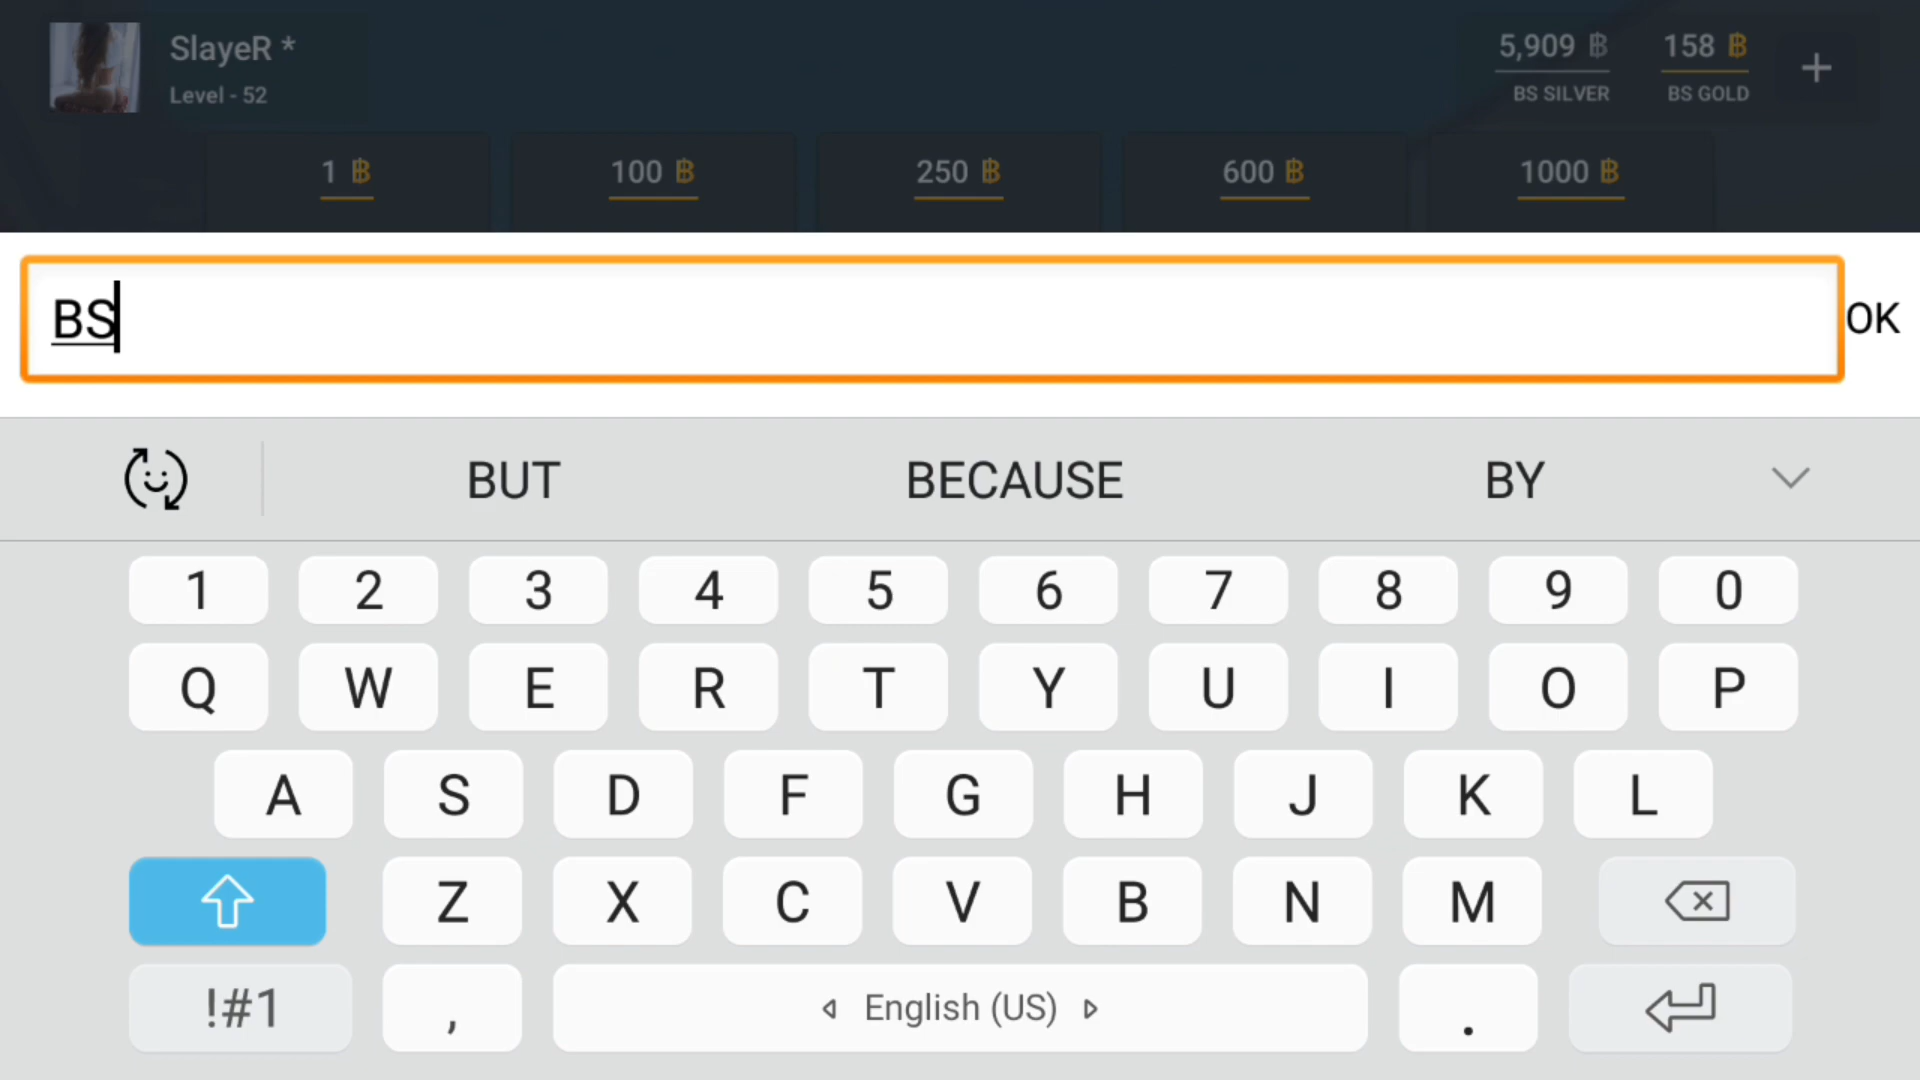 SlayeR *
Level - 52
5,909 ฿
BS SILVER
158 ฿
BS GOLD
+
1 ฿
100 ฿
250 ฿
600 ฿
1000 ฿
BS
OK
BUT BECAUSE BY
1 2 3 4 5 6 7 8 9 0
Q W E R T Y U I O P
A S D F G H J K L
Z X C V B N M
!#1 , English (US) .